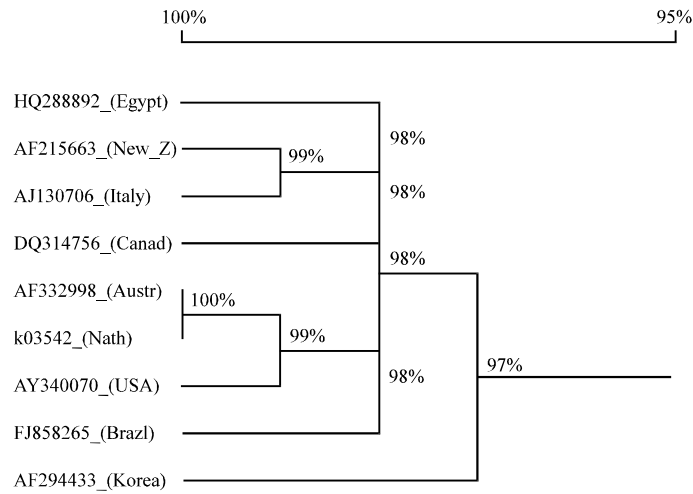 100% 95%
HQ288892_(Egypt)
98%
AF215663_(New_Z)
99%
98%
AJ130706_(Italy)
DQ314756_(Canad)
98%
AF332998_(Austr)
100%
k03542_(Nath)
99%
AY340070_(USA)
98%
97%
FJ858265_(Brazl)
AF294433_(Korea)